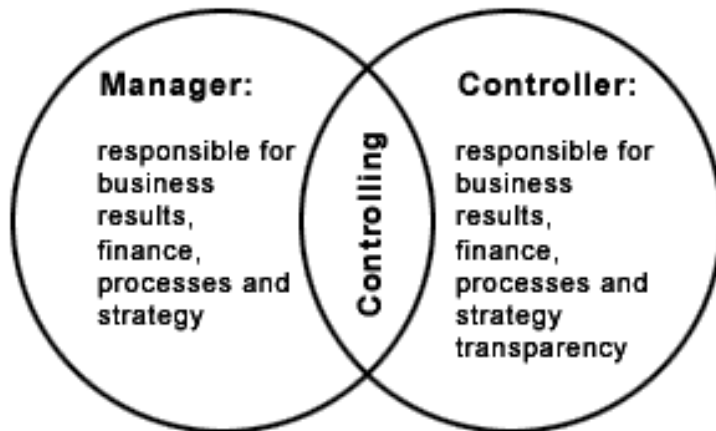 Manager:
responsible for
business
results,
finance,
processes and
strategy
Controlling
Controller:
responsible for
business
results,
finance,
processes and
strategy
transparency